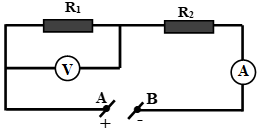 R₁ R₂
V A
A B
+ -